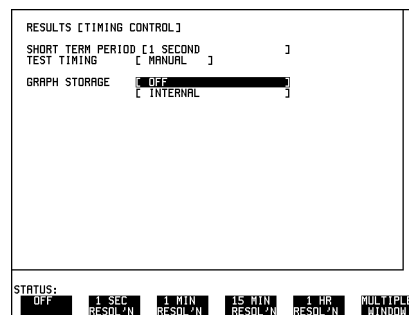 RESULTS [TIMING CONTROL]
SHORT TERM PERIOD [1 SECOND ]
TEST TIMING [ MANUAL ]
GRAPH STORAGE [ OFF ]
[ INTERNAL ]
STATUS:
OFF 1 SEC RESOL'N 1 MIN RESOL'N 15 MIN RESOL'N 1 HR RESOL'N MULTIPLE WINDOW